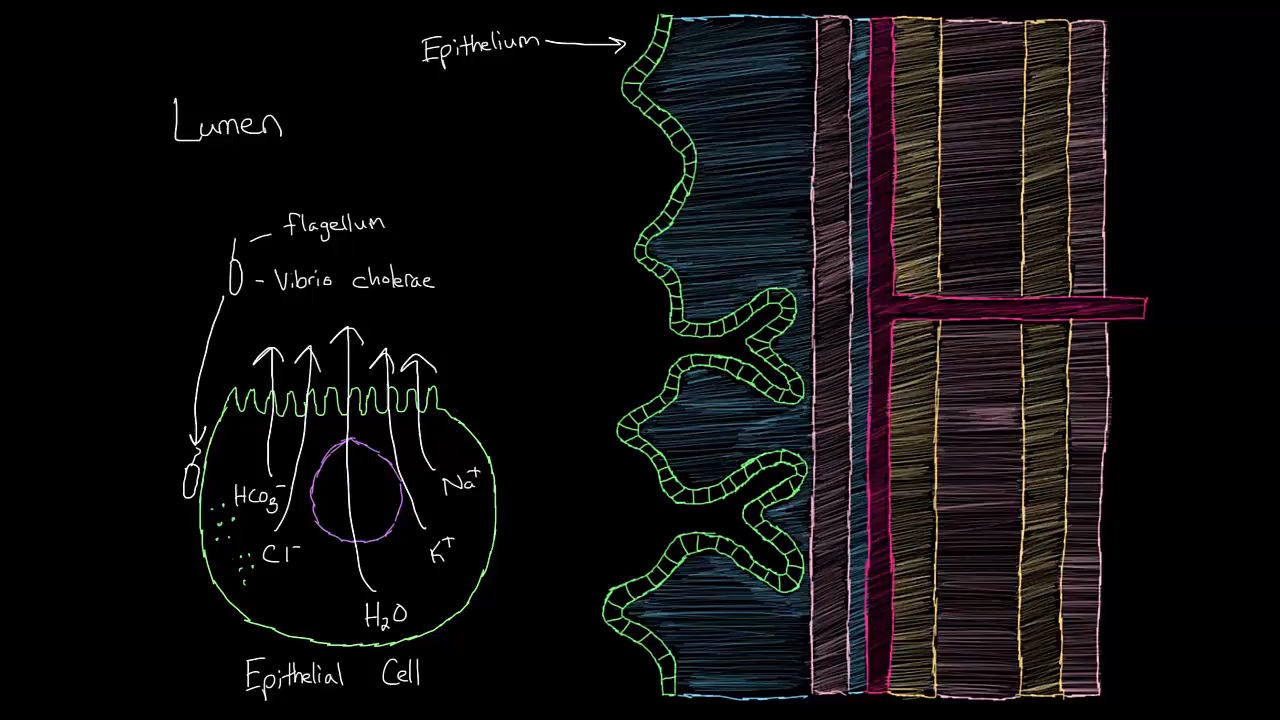 Epithelium
Lumen
flagellum
Vibrio cholerae
HCO₃⁻
Na⁺
Cl⁻
K⁺
H₂O
Epithelial Cell